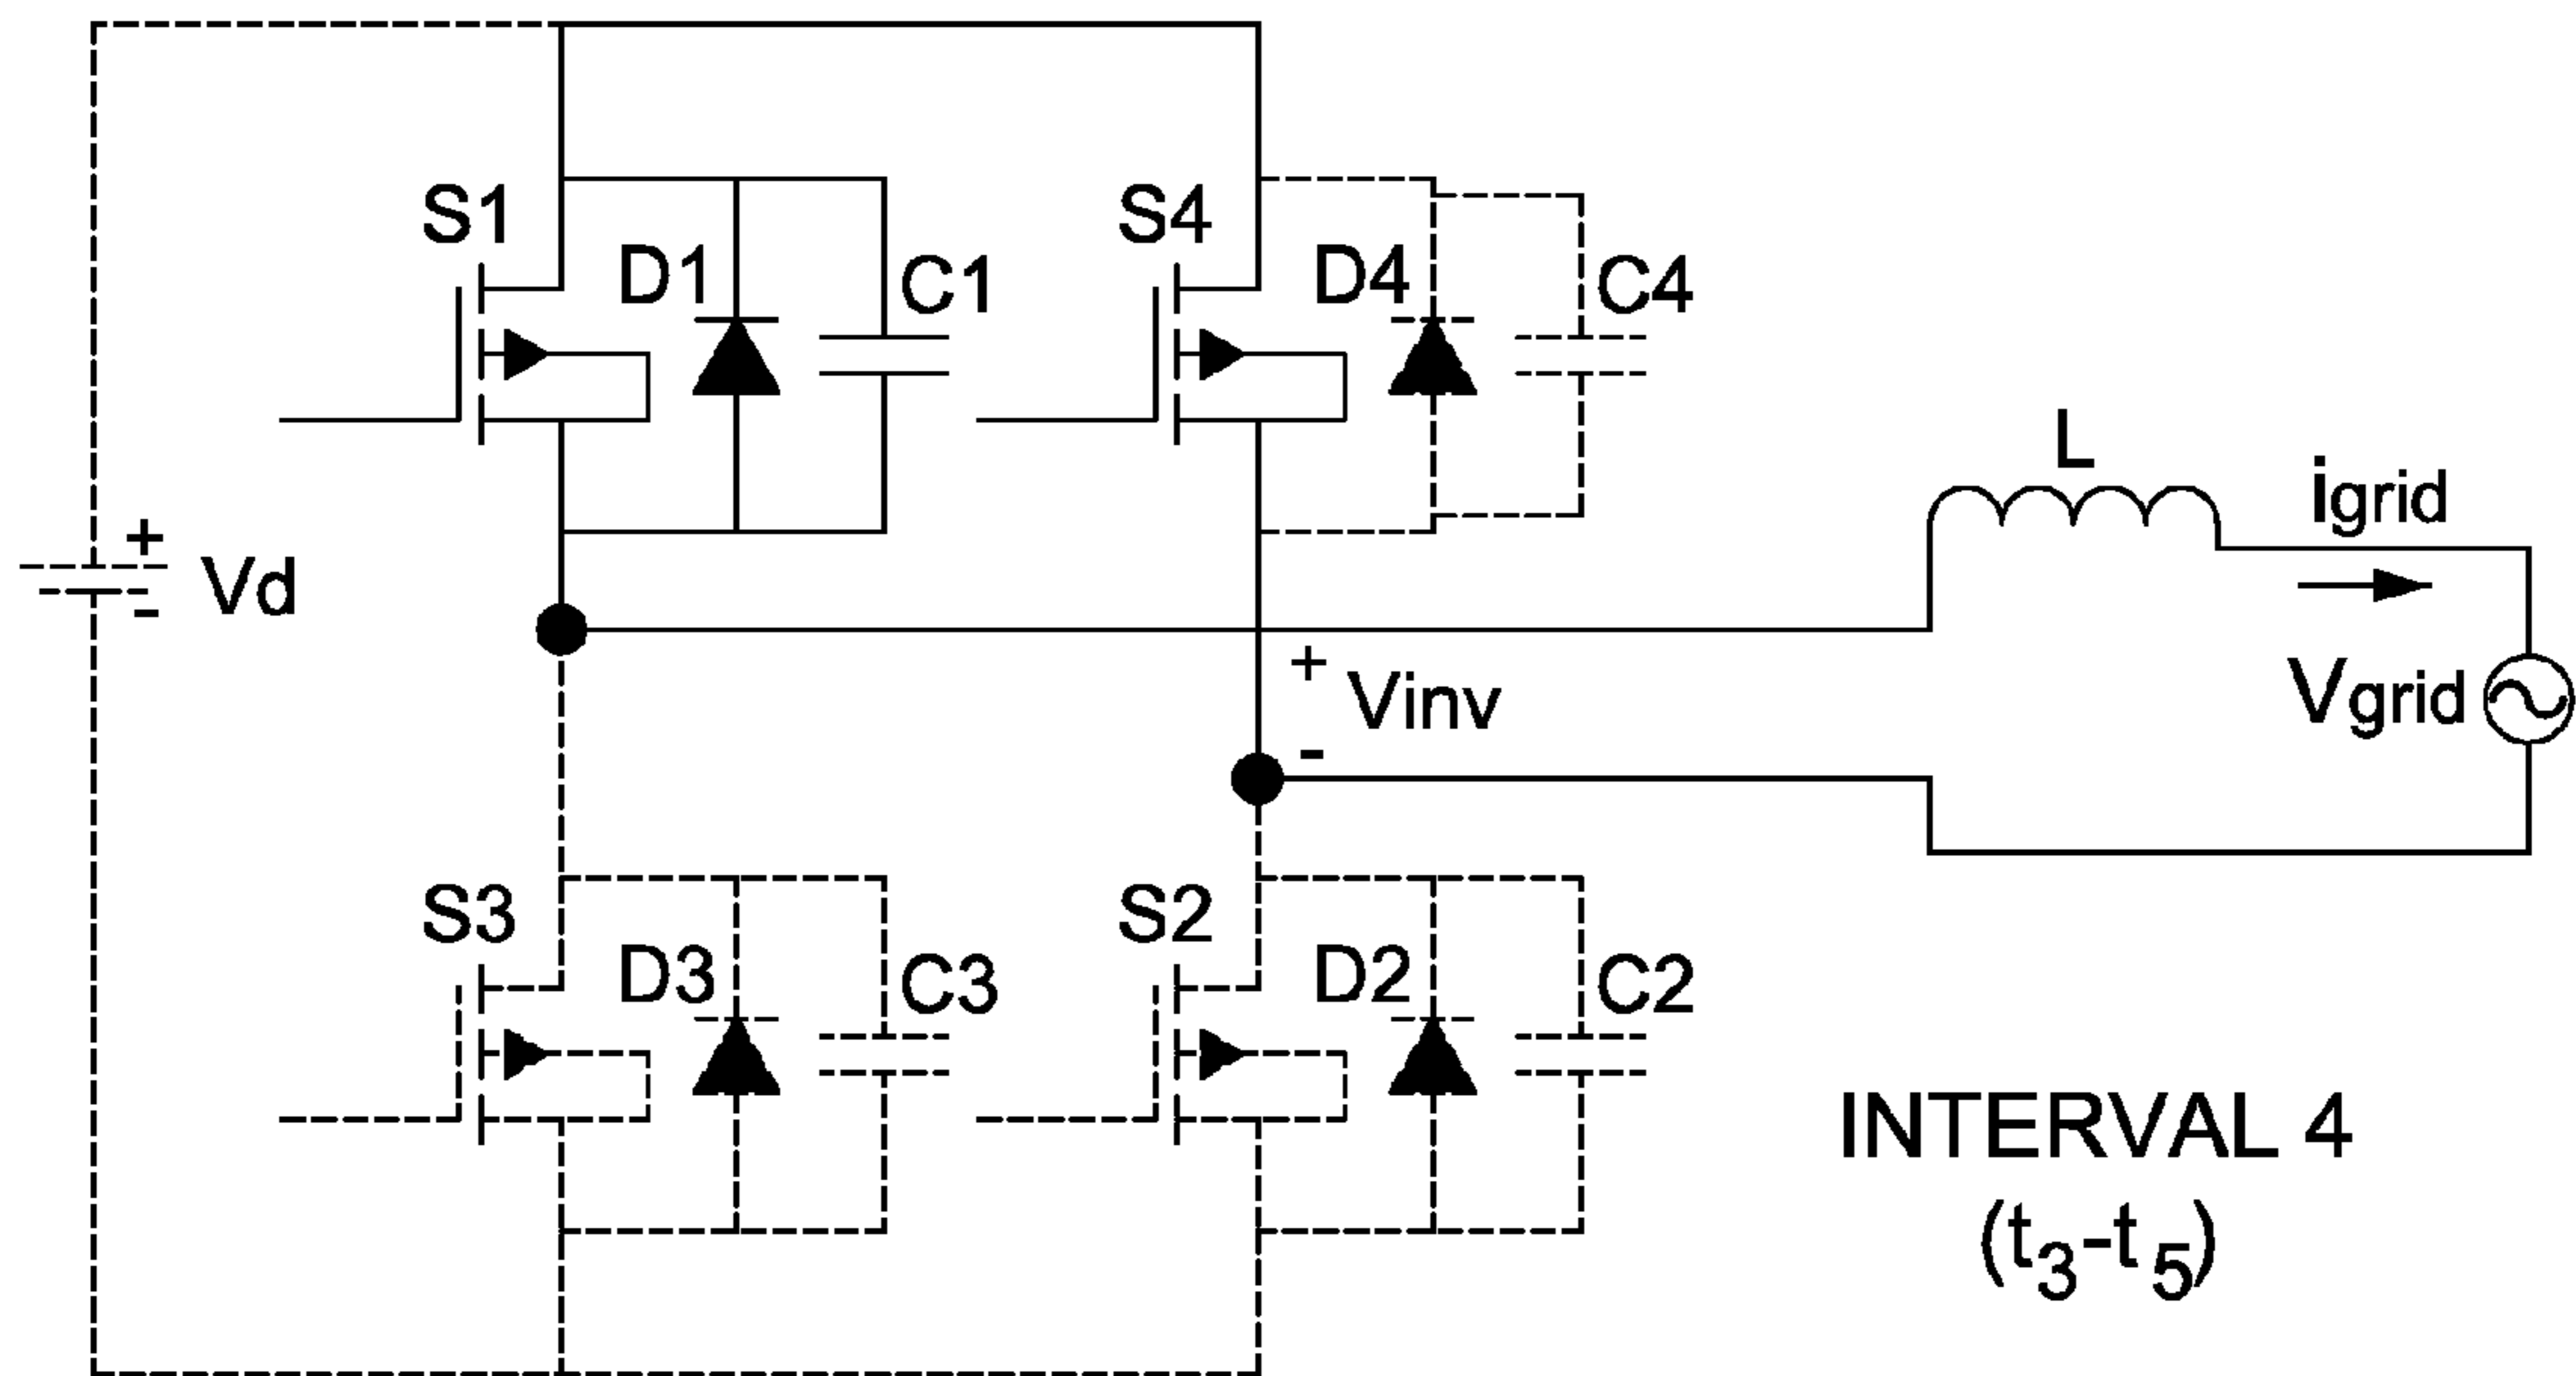 S1
D1
C1
S4
D4
C4
L
igrid
+
Vd
-
+
Vinv
-
Vgrid
S3
D3
C3
S2
D2
C2
INTERVAL 4
(t3-t5)